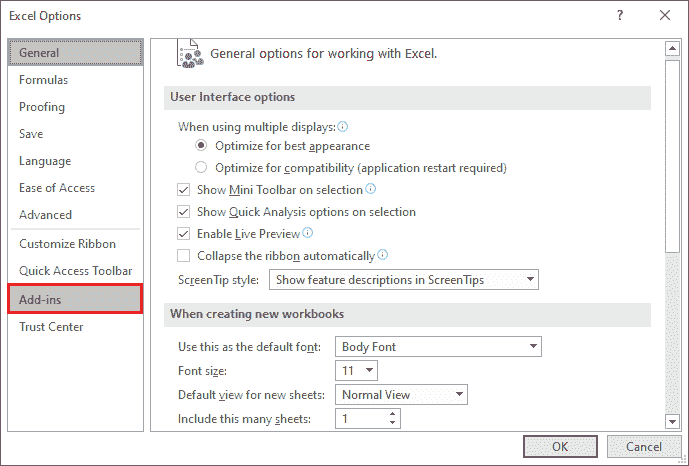 Excel Options
?
General
Formulas
Proofing
Save
Language
Ease of Access
Advanced
Customize Ribbon
Quick Access Toolbar
Add-ins
Trust Center
General options for working with Excel.
User Interface options
When using multiple displays:
Optimize for best appearance
Optimize for compatibility (application restart required)
Show Mini Toolbar on selection
Show Quick Analysis options on selection
Enable Live Preview
Collapse the ribbon automatically
ScreenTip style: Show feature descriptions in ScreenTips
When creating new workbooks
Use this as the default font: Body Font
Font size: 11
Default view for new sheets: Normal View
Include this many sheets: 1
OK Cancel